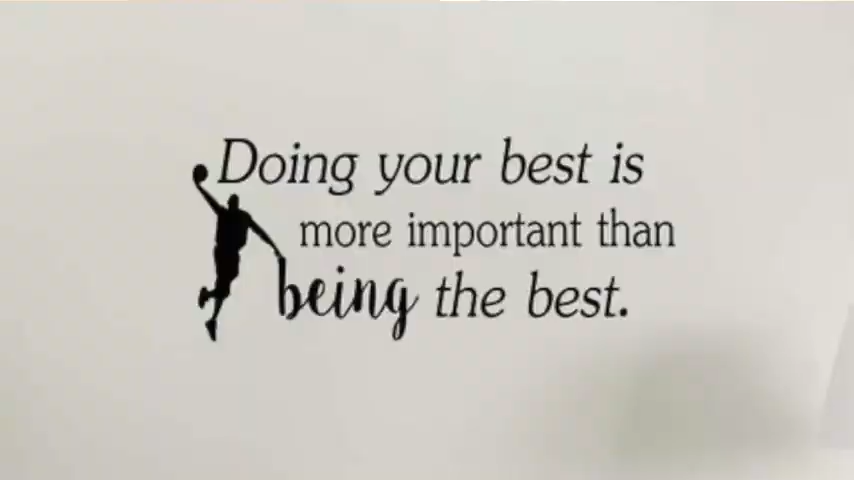 Doing your best is
more important than
being the best.